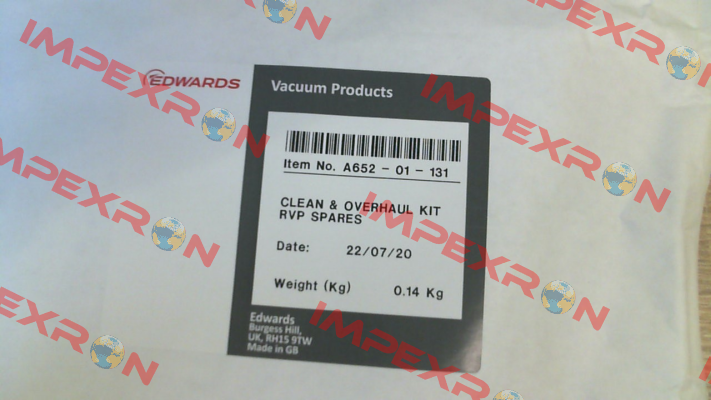 EDWARDS
Vacuum Products
Item No. A652 - 01 - 131
CLEAN & OVERHAUL KIT
RVP SPARES
Date: 22/07/20
Weight (Kg) 0.14 Kg
Edwards
Burgess Hill,
UK, RH15 9TW
Made in GB
IMPEXRON
IMPEXRON
IMPEXRON
IMPEXRON
IMPEXRON
IMPEXRON
IMPEXRON